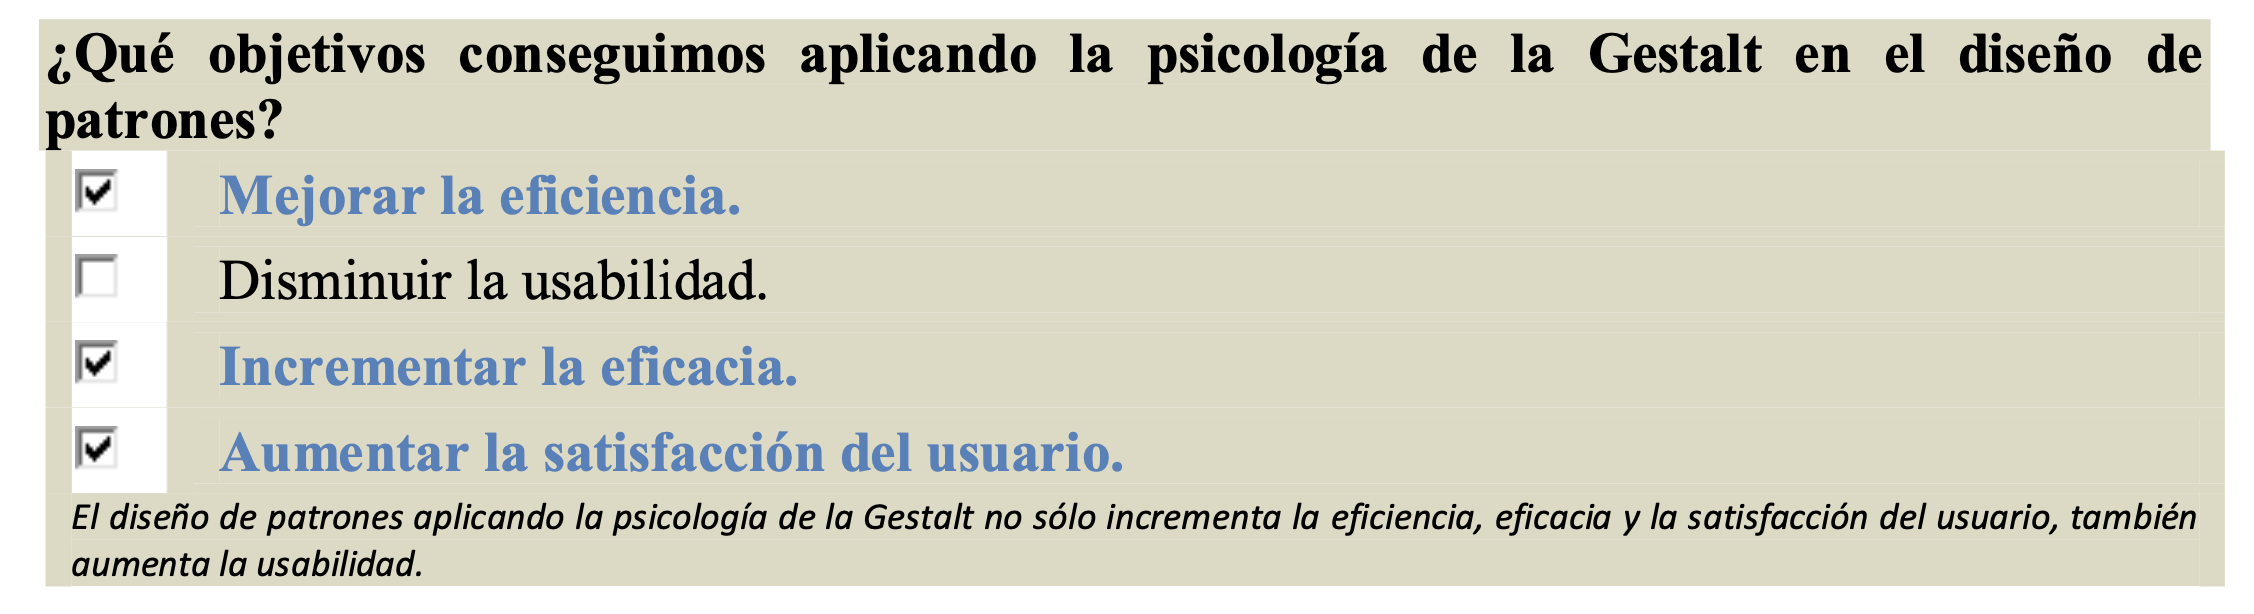 ¿Qué objetivos conseguimos aplicando la psicología de la Gestalt en el diseño de
patrones?
Mejorar la eficiencia.
Disminuir la usabilidad.
Incrementar la eficacia.
Aumentar la satisfacción del usuario.
El diseño de patrones aplicando la psicología de la Gestalt no sólo incrementa la eficiencia, eficacia y la satisfacción del usuario, también
aumenta la usabilidad.